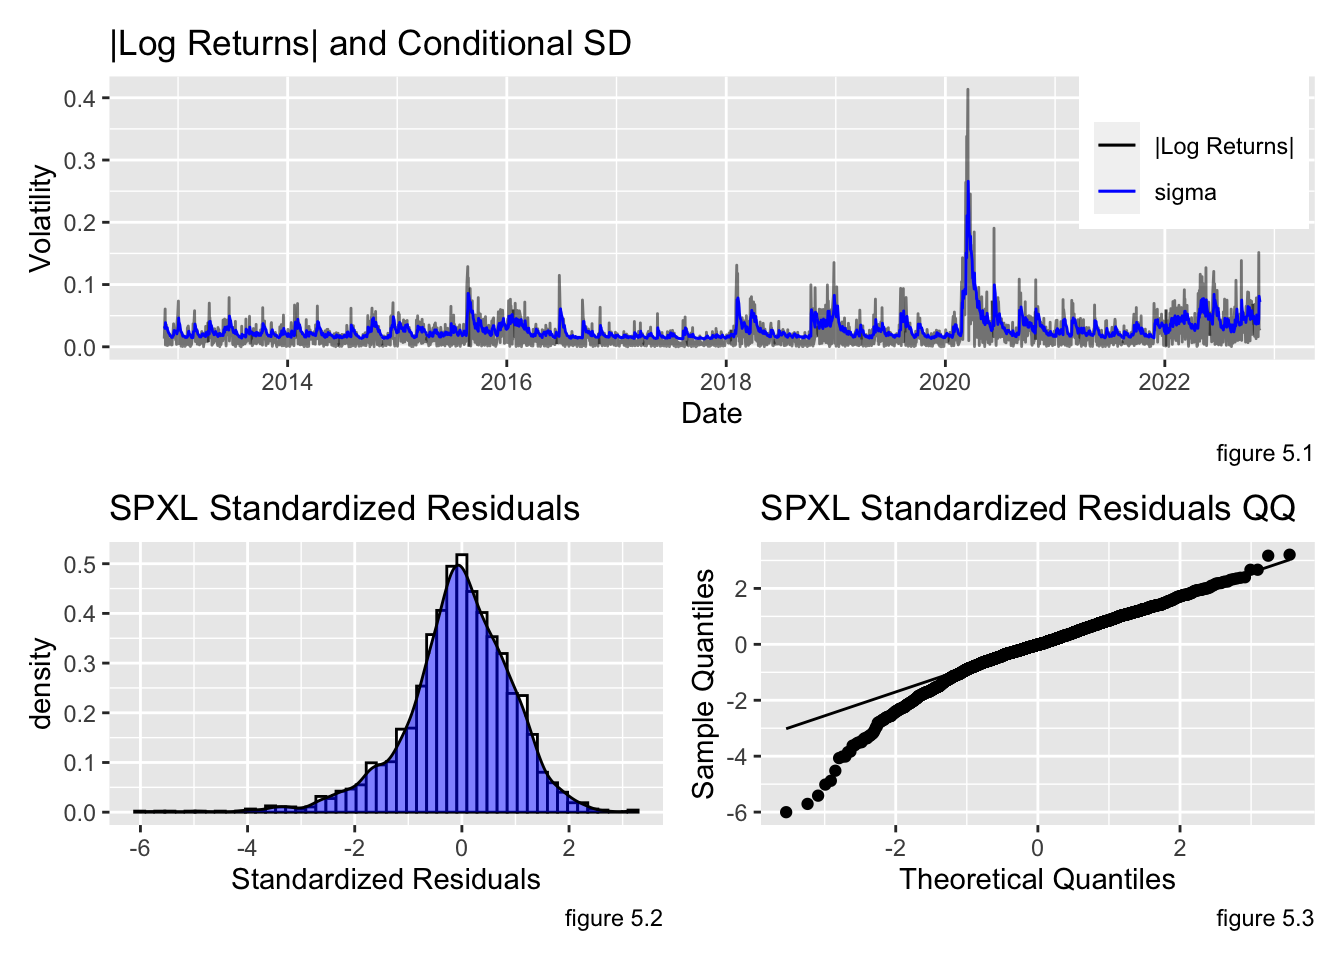 |Log Returns| and Conditional SD
Volatility
0.4
0.3
0.2
0.1
0.0
|Log Returns|
sigma
2014 2016 2018 2020 2022
Date
figure 5.1
SPXL Standardized Residuals
density
0.5
0.4
0.3
0.2
0.1
0.0
-6 -4 -2 0 2
Standardized Residuals
figure 5.2
SPXL Standardized Residuals QQ
Sample Quantiles
2
0
-2
-4
-6
-2 0 2
Theoretical Quantiles
figure 5.3